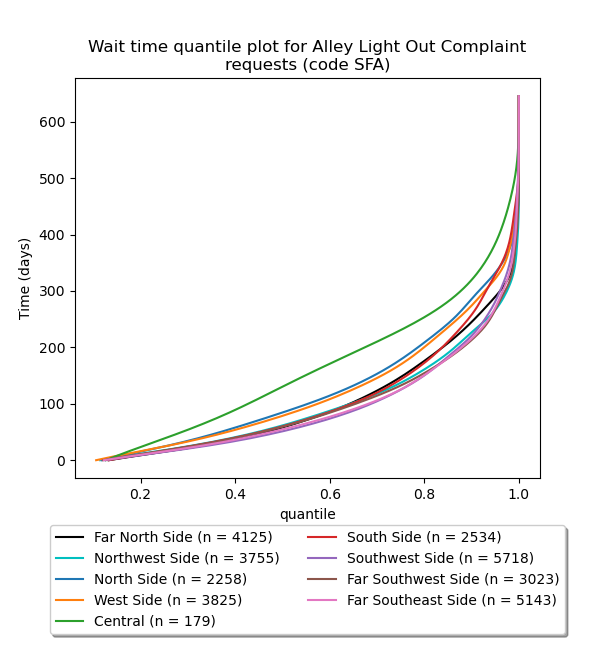 Wait time quantile plot for Alley Light Out Complaint
requests (code SFA)
Time (days)
600
500
400
300
200
100
0
0.2 0.4 0.6 0.8 1.0
quantile
Far North Side (n = 4125)
Northwest Side (n = 3755)
North Side (n = 2258)
West Side (n = 3825)
Central (n = 179)
South Side (n = 2534)
Southwest Side (n = 5718)
Far Southwest Side (n = 3023)
Far Southeast Side (n = 5143)